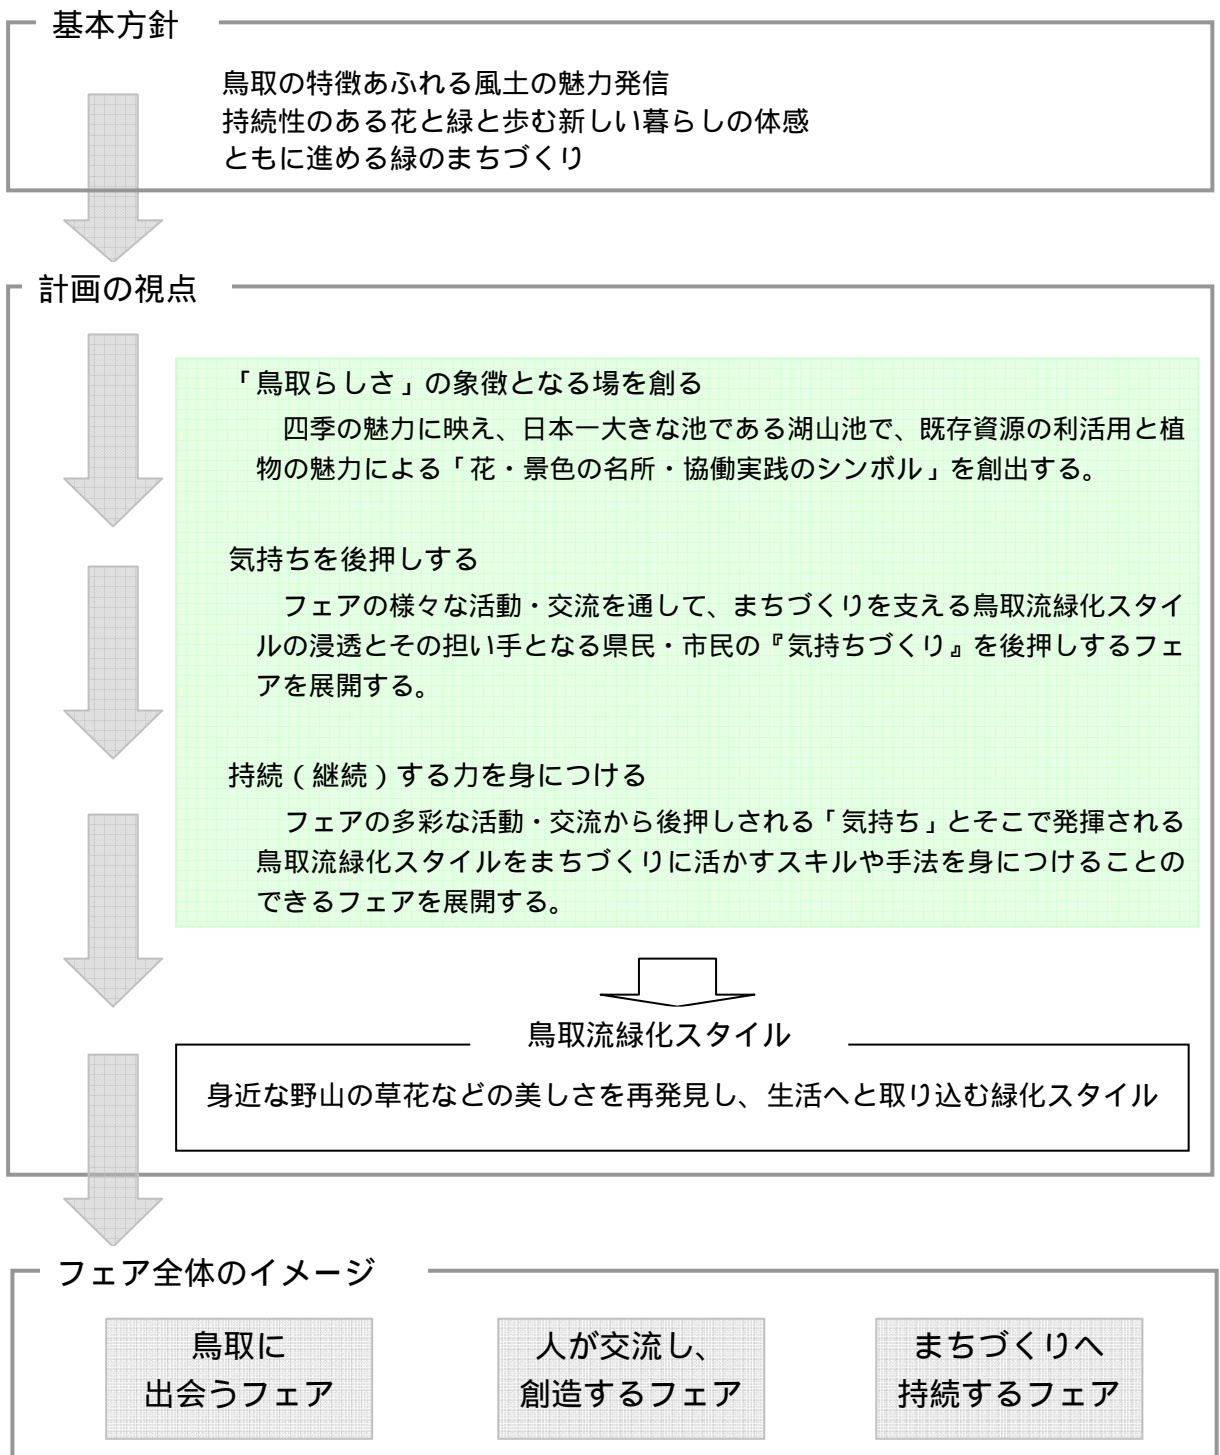 基本方針
鳥取の特徴あふれる風土の魅力発信
持続性のある花と緑と歩む新しい暮らしの体感
ともに進める緑のまちづくり
計画の視点
「鳥取らしさ」の象徴となる場を創る
四季の魅力に映え、日本一大きな池である湖山池で、既存資源の利活用と植
物の魅力による「花・景色の名所・協働実践のシンボル」を創出する。
気持ちを後押しする
フェアの様々な活動・交流を通して、まちづくりを支える鳥取流緑化スタイ
ルの浸透とその担い手となる県民・市民の『気持ちづくり』を後押しするフェ
アを展開する。
持続(継続)する力を身につける
フェアの多彩な活動・交流から後押しされる「気持ち」とそこで発揮される
鳥取流緑化スタイルをまちづくりに活かすスキルや手法を身につけることの
できるフェアを展開する。
鳥取流緑化スタイル
身近な野山の草花などの美しさを再発見し、生活へと取り込む緑化スタイル
フェア全体のイメージ
鳥取に
出会うフェア
人が交流し、
創造するフェア
まちづくりへ
持続するフェア